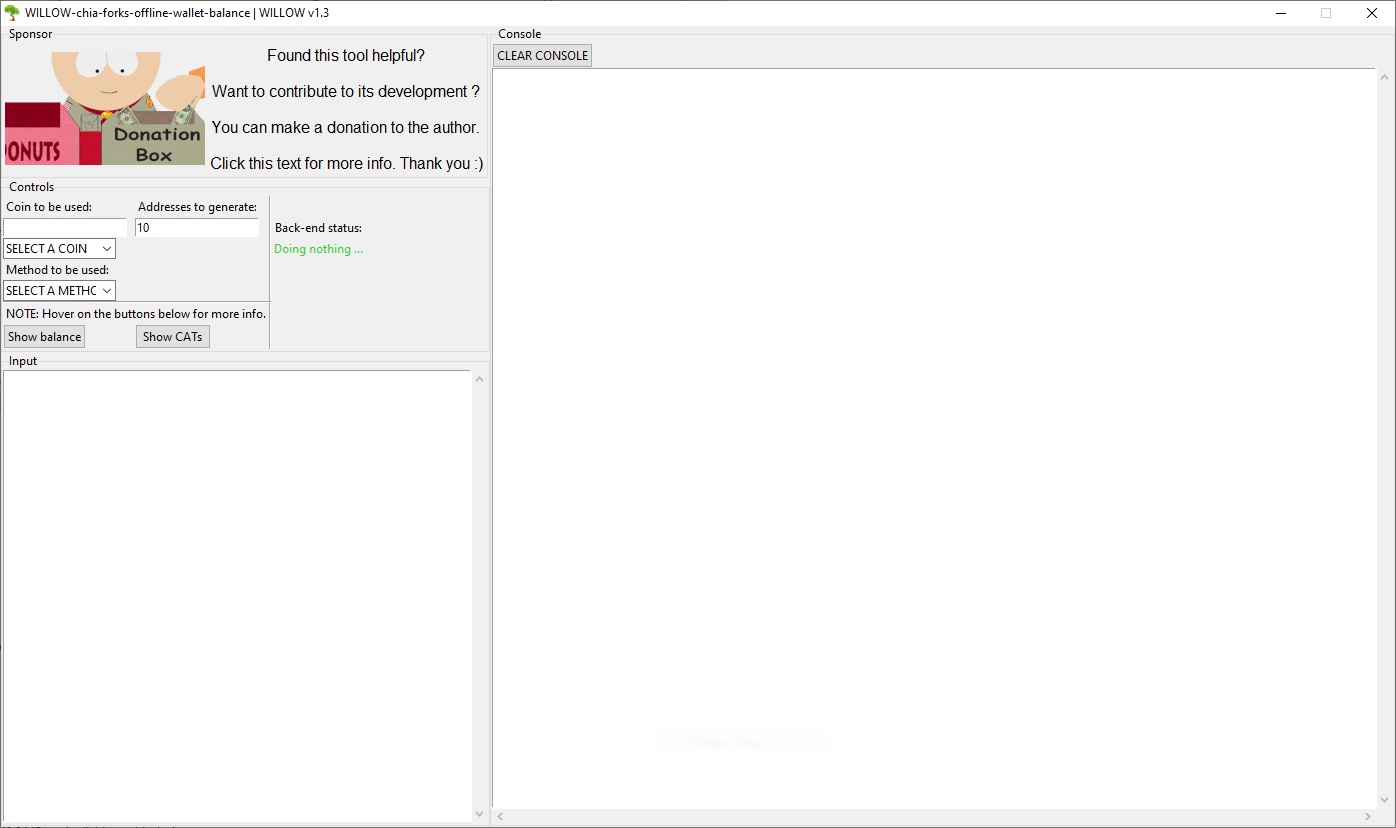 WILLOW-chia-forks-offline-wallet-balance | WILLOW v1.3
Sponsor
DONUTS
Donation
Box
Found this tool helpful?
Want to contribute to its development ?
You can make a donation to the author.
Click this text for more info. Thank you :)
Controls
Coin to be used:
Addresses to generate:
10
SELECT A COIN
Method to be used:
SELECT A METHC
Back-end status:
Doing nothing ...
NOTE: Hover on the buttons below for more info.
Show balance
Show CATs
Input
Console
CLEAR CONSOLE